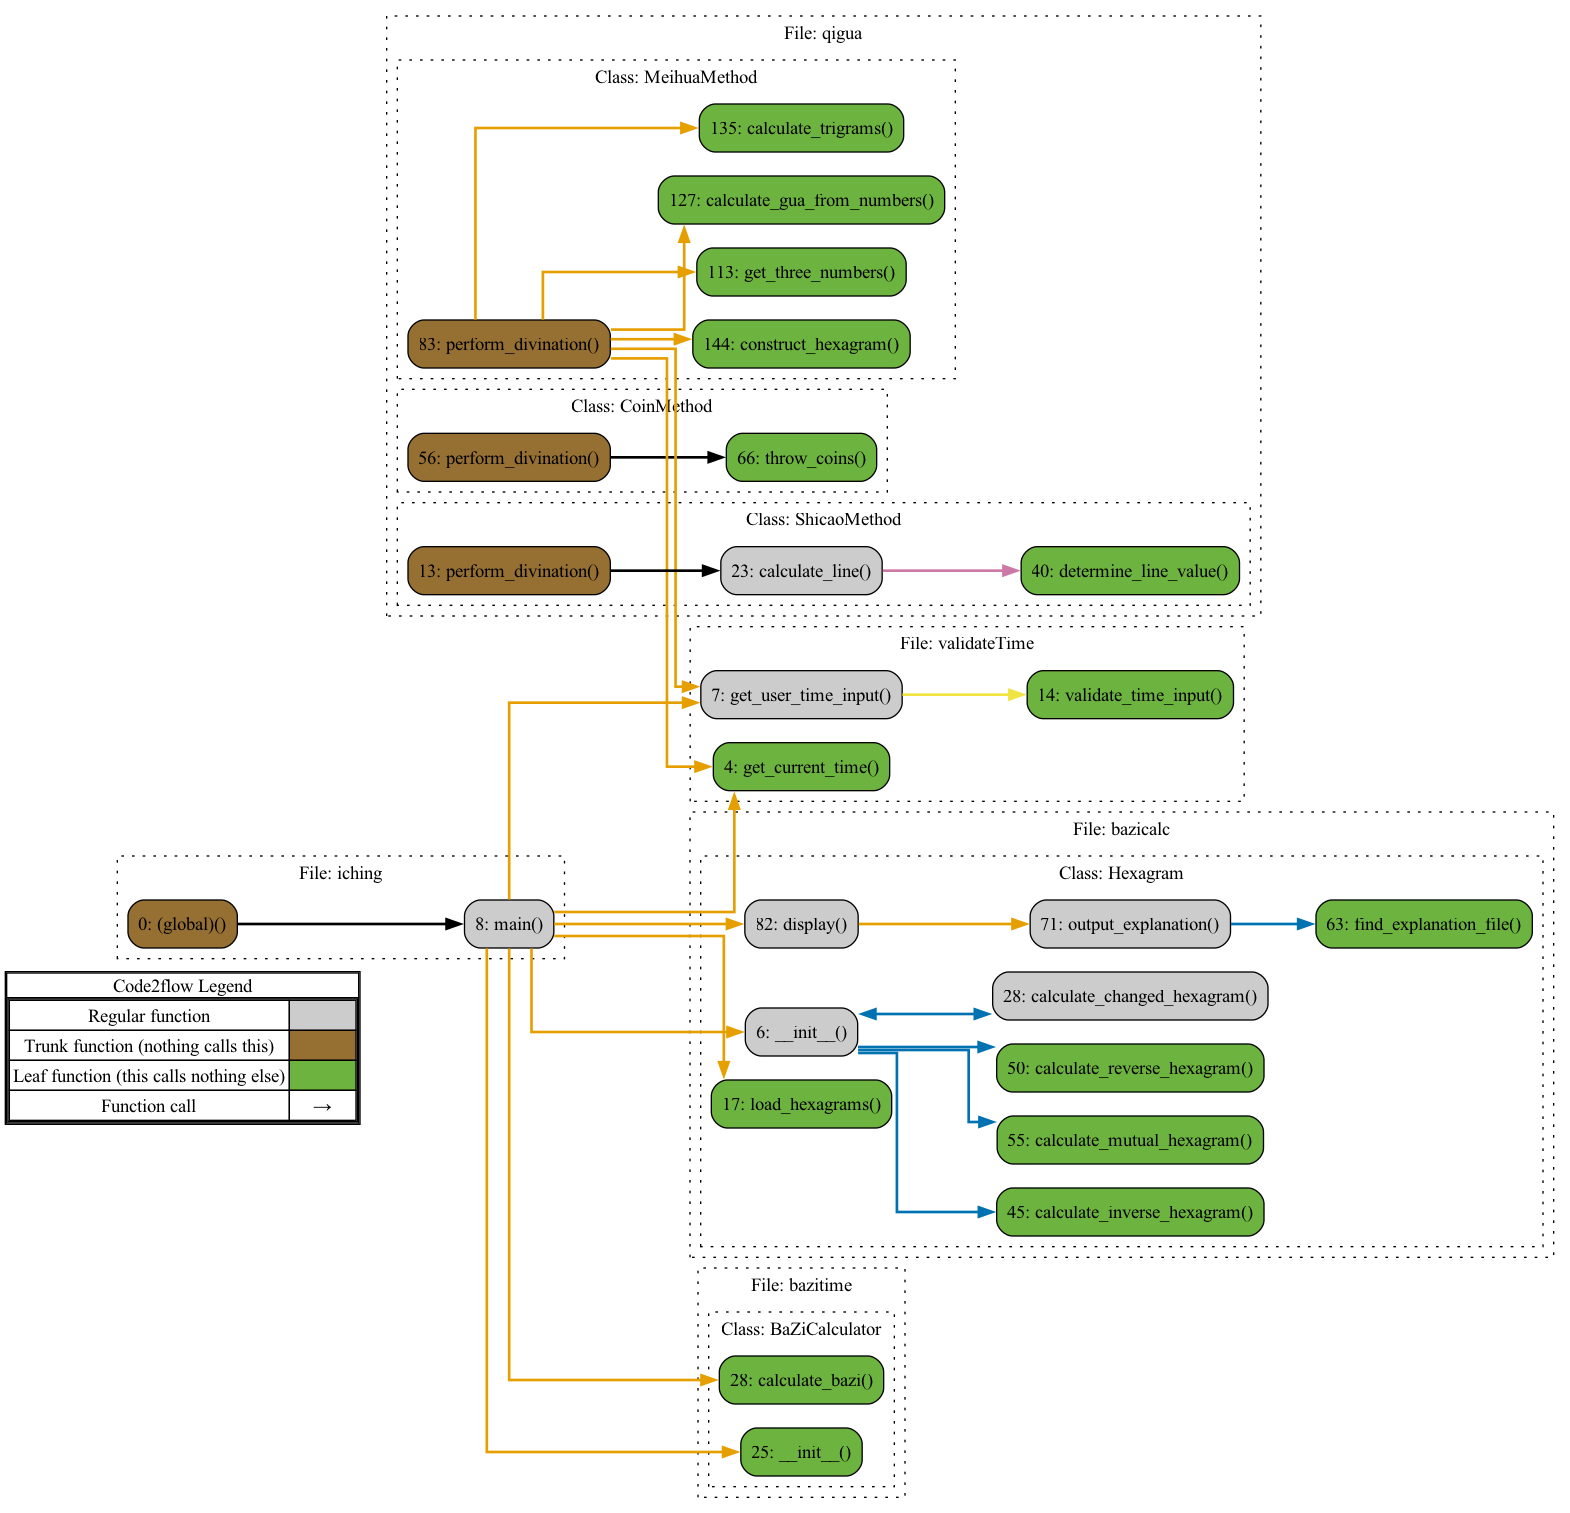 File: qigua
Class: MeihuaMethod
135: calculate_trigrams()
127: calculate_gua_from_numbers()
113: get_three_numbers()
83: perform_divination()
144: construct_hexagram()
Class: CoinMethod
56: perform_divination()
66: throw_coins()
Class: ShicaoMethod
13: perform_divination()
23: calculate_line()
40: determine_line_value()
File: validateTime
7: get_user_time_input()
14: validate_time_input()
4: get_current_time()
File: bazicalc
File: iching
Class: Hexagram
0: (global)()
8: main()
82: display()
71: output_explanation()
63: find_explanation_file()
Code2flow Legend
Regular function
Trunk function (nothing calls this)
Leaf function (this calls nothing else)
Function call →
28: calculate_changed_hexagram()
6: __init__()
50: calculate_reverse_hexagram()
17: load_hexagrams()
55: calculate_mutual_hexagram()
45: calculate_inverse_hexagram()
File: bazitime
Class: BaZiCalculator
28: calculate_bazi()
25: __init__()